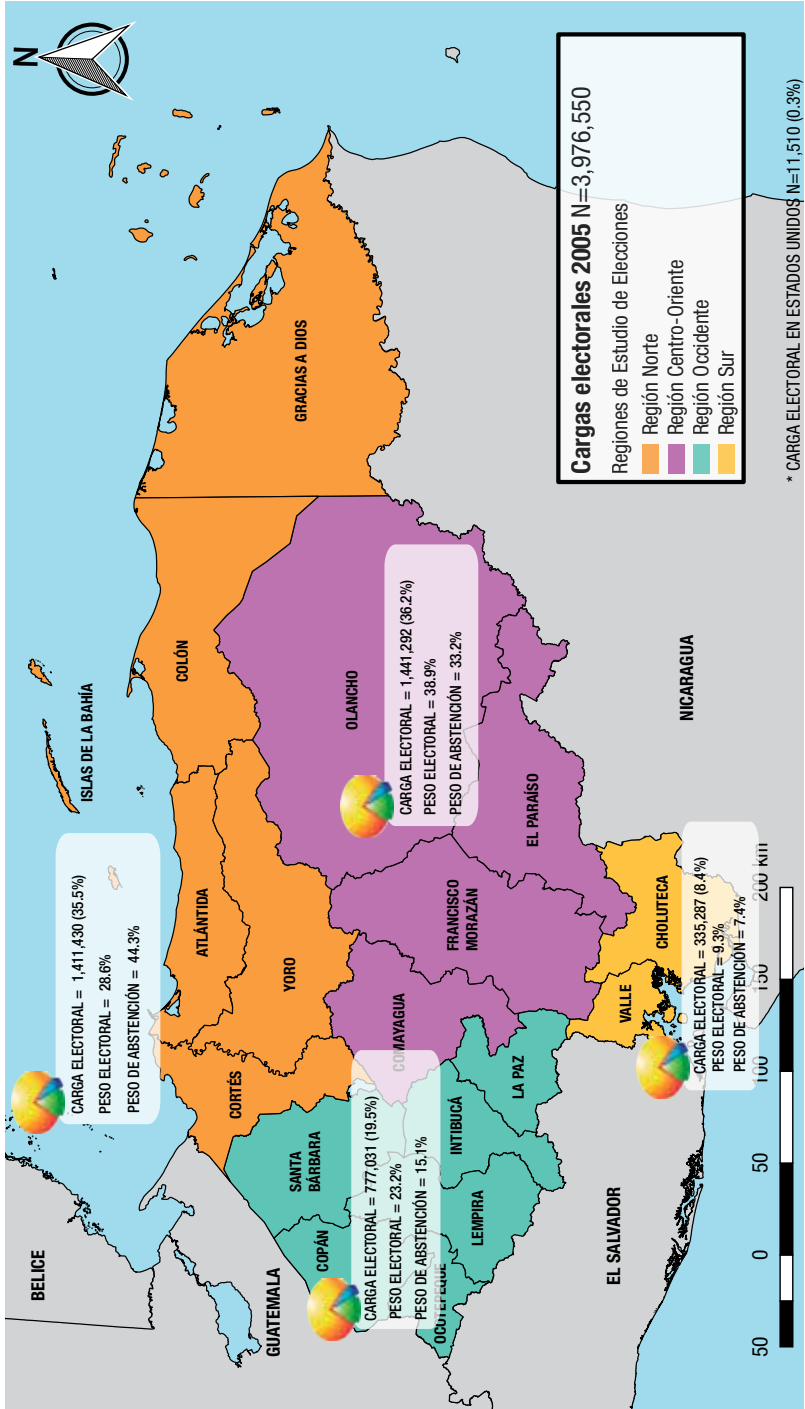 N
BELICE
ISLAS DE LA BAHÍA
CARGA ELECTORAL = 1,411,430 (35.5%)
PESO ELECTORAL = 28.6%
PESO DE ABSTENCIÓN = 44.3%
GUATEMALA
CORTÉS
ATLÁNTIDA
COLÓN
GRACIAS A DIOS
YORO
SANTA
BÁRBARA
COPÁN
OLANCHO
CARGA ELECTORAL = 1,441,292 (36.2%)
PESO ELECTORAL = 38.9%
PESO DE ABSTENCIÓN = 33.2%
COMAYAGUA
FRANCISCO
MORAZÁN
CARGA ELECTORAL = 777,031 (19.5%)
PESO ELECTORAL = 23.2%
PESO DE ABSTENCIÓN = 15.1%
OCOTEPEQUE
LEMPIRA
INTIBUCÁ
LA PAZ
EL PARAÍSO
VALLE
CHOLUTECA
EL SALVADOR
NICARAGUA
CARGA ELECTORAL = 335,287 (8.4%)
PESO ELECTORAL = 9.3%
PESO DE ABSTENCIÓN = 7.4%
Cargas electorales 2005 N=3,976,550
Regiones de Estudio de Elecciones
Región Norte
Región Centro-Oriente
Región Occidente
Región Sur
50 0 50 100 150 200 km
* CARGA ELECTORAL EN ESTADOS UNIDOS N=11,510 (0.3%)